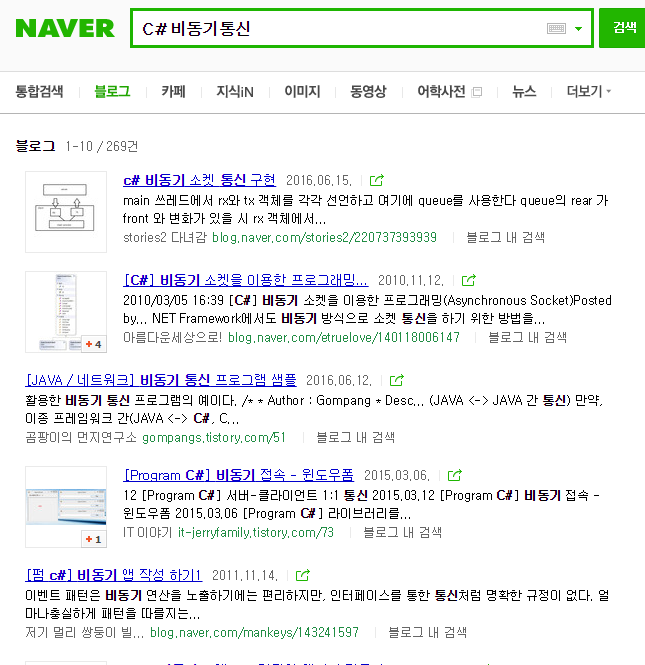 NAVER
C# 비동기 통신
검색
통합검색 블로그 카페 지식iN 이미지 동영상 어학사전 뉴스 더보기
블로그 1-10 / 269건
c# 비동기 소켓 통신 구현 2016.06.15.
main 쓰레드에서 rx와 tx 객체를 각각 선언하고 여기에 queue를 사용한다 queue의 rear 가
front 와 변화가 있을 시 rx 객체에서...
stories2 다녀감 blog.naver.com/stories2/220737393939 블로그 내 검색
[C#] 비동기 소켓을 이용한 프로그래밍... 2010.11.12.
2010/03/05 16:39 [C#] 비동기 소켓을 이용한 프로그래밍(Asynchronous Socket)Posted
by... NET Framework에서도 비동기 방식으로 소켓 통신을 하기 위한 방법을...
+ 4
아름다운세상으로! blog.naver.com/etruelove/140118006147 블로그 내 검색
[JAVA / 네트워크] 비동기 통신 프로그램 샘플 2016.06.12.
활용한 비동기 통신 프로그램의 예이다. /* * Author : Gompang * Desc... (JAVA <-> JAVA 간 통신) 만약,
이종 프레임워크 간(JAVA <-> C#, C...
곰팡이의 먼지연구소 gompangs.tistory.com/51 블로그 내 검색
[Program C#] 비동기 접속 - 윈도우폼 2015.03.06.
12 [Program C#] 서버-클라이언트 1:1 통신 2015.03.12 [Program C#] 비동기 접속 -
윈도우폼 2015.03.06 [Program C#] 라이브러리를...
+ 1
IT 이야기 it-jerryfamily.tistory.com/73 블로그 내 검색
[펌 c#] 비동기 앱 작성 하기1 2011.11.14.
이벤트 패턴은 비동기 연산을 노출하기에는 편리하지만, 인터페이스를 통한 통신처럼 명확한 규정이 없다. 얼
마나충실하게 패턴을 따를지는...
저기 멀리 쌍둥이 빌... blog.naver.com/mankeys/143241597 블로그 내 검색